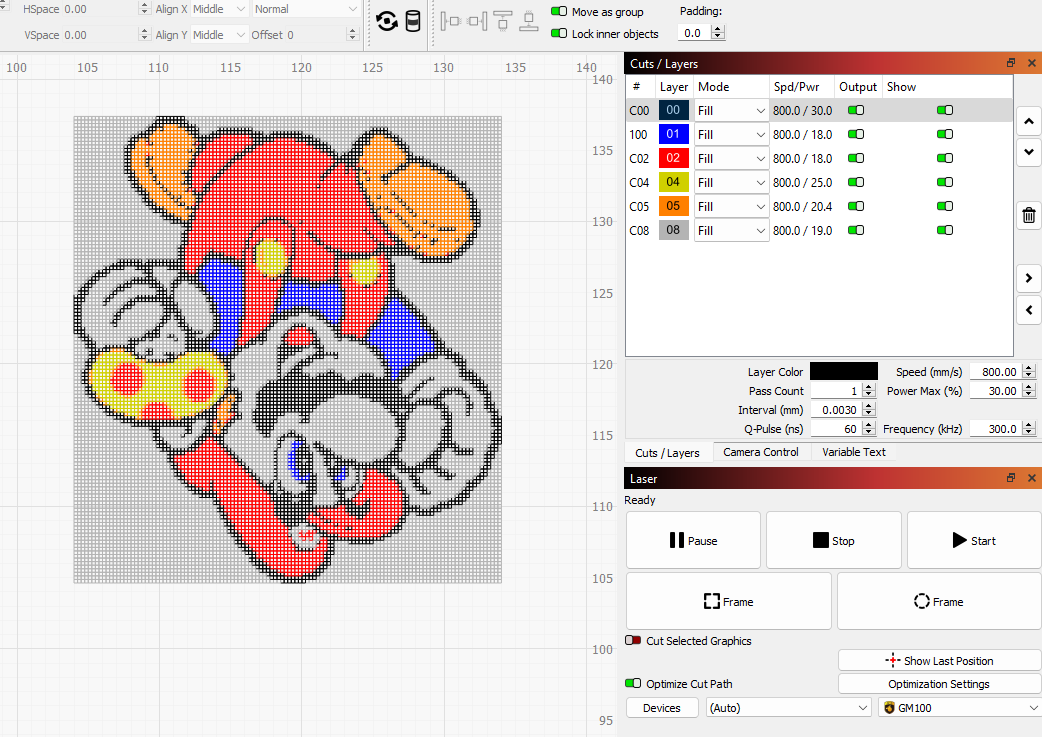 HSpace 0.00 Align X Middle Normal
VSpace 0.00 Align Y Middle Offset 0
Move as group
Lock inner objects
Padding:
0.0
100 105 110 115 120 125 130 135 140
140
135
130
125
120
115
110
105
100
95
Cuts / Layers
# Layer Mode Spd/Pwr Output Show
C00 00 Fill 800.0 / 30.0
100 01 Fill 800.0 / 18.0
C02 02 Fill 800.0 / 18.0
C04 04 Fill 800.0 / 25.0
C05 05 Fill 800.0 / 20.4
C08 08 Fill 800.0 / 19.0
Layer Color Speed (mm/s) 800.00
Pass Count 1 Power Max (%) 30.00
Interval (mm) 0.0030
Q-Pulse (ns) 60 Frequency (kHz) 300.0
Cuts / Layers Camera Control Variable Text
Laser
Ready
Pause Stop Start
Frame Frame
Cut Selected Graphics
Show Last Position
Optimize Cut Path Optimization Settings
Devices (Auto) GM100